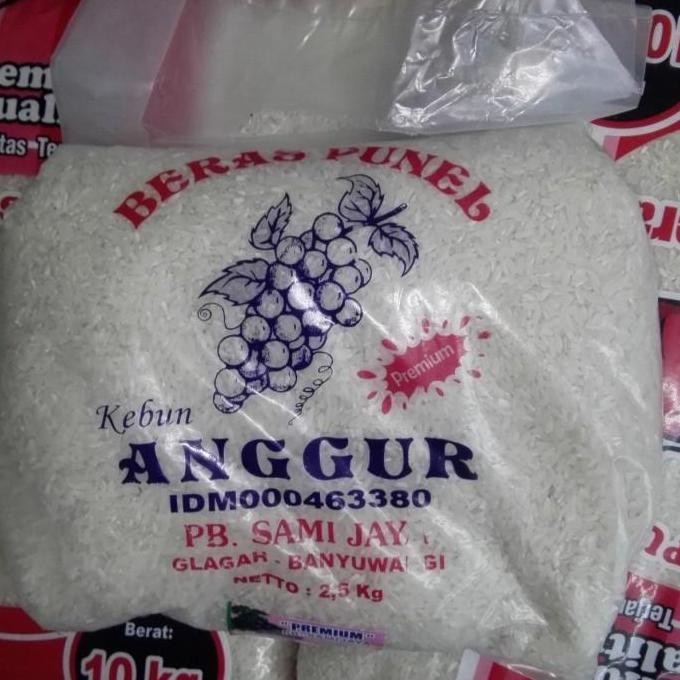 BERAS PUNEL
Premium
Kebun
ANGGUR
IDM000463380
PB. SAMI JAYA
GLAGAH - BANYUWANGI
NETTO : 2,5 Kg
"PREMIUM"
Berat:
10 kg